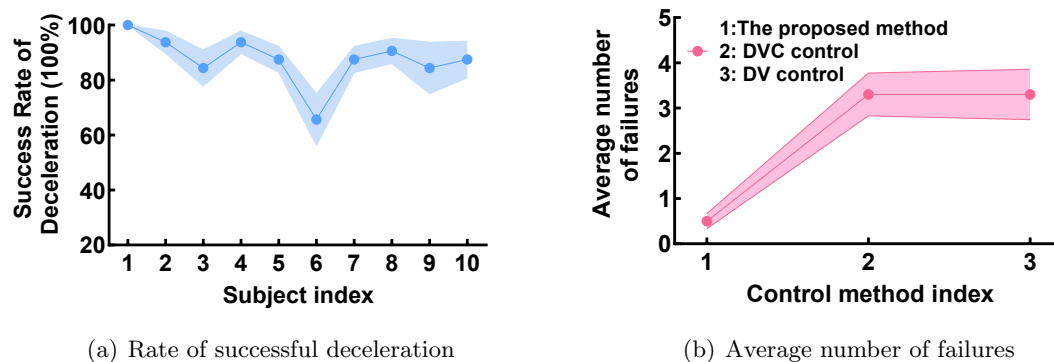 Success Rate of
Deceleration (100%)
100
80
60
40
20
1 2 3 4 5 6 7 8 9 10
Subject index
(a) Rate of successful deceleration
Average number
of failures
5
4
3
2
1
0
1:The proposed method
2: DVC control
3: DV control
1 2 3
Control method index
(b) Average number of failures